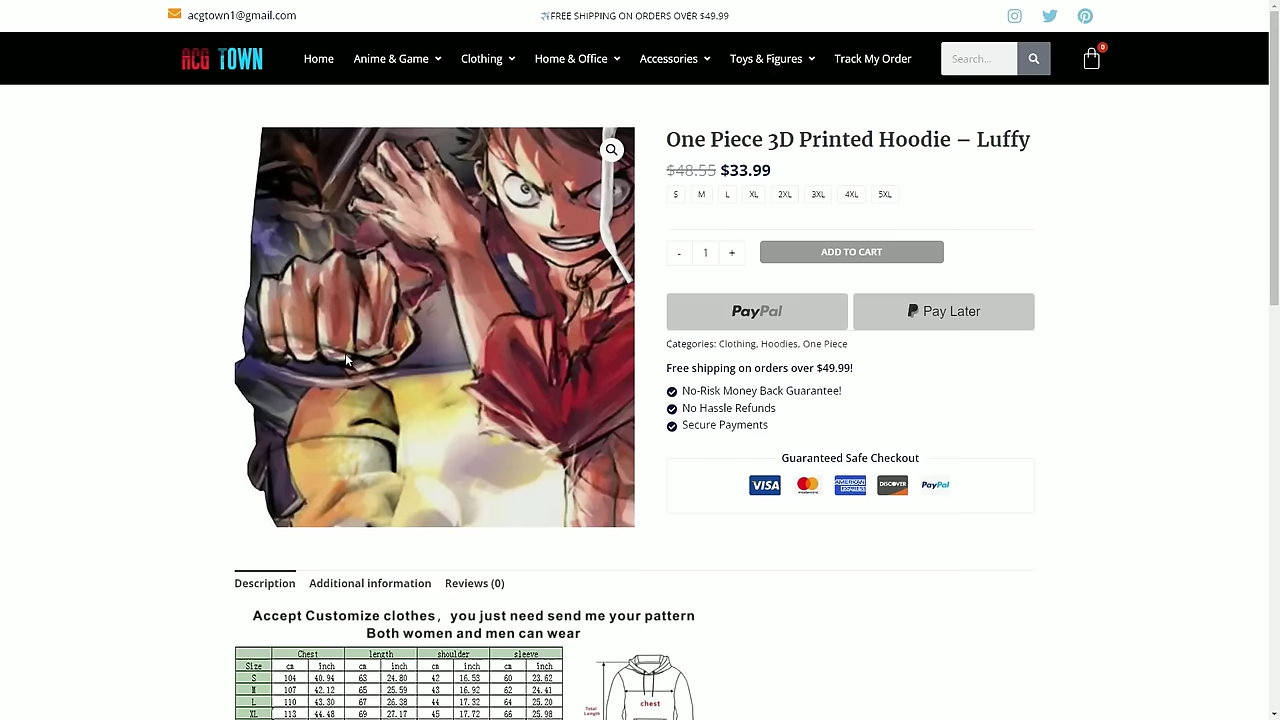 acgtown1@gmail.com
✈FREE SHIPPING ON ORDERS OVER $49.99
ACG TOWN
Home Anime & Game Clothing Home & Office Accessories Toys & Figures Track My Order
Search...
0
One Piece 3D Printed Hoodie – Luffy
$48.55 $33.99
S M L XL 2XL 3XL 4XL 5XL
- 1 + ADD TO CART
PayPal Pay Later
Categories: Clothing, Hoodies, One Piece
Free shipping on orders over $49.99!
No-Risk Money Back Guarantee!
No Hassle Refunds
Secure Payments
Guaranteed Safe Checkout
VISA mastercard AMERICAN EXPRESS DISCOVER PayPal
Description Additional information Reviews (0)
Accept Customize clothes, you just need send me your pattern
Both women and men can wear
Size Chest length shoulder sleeve
cm inch cm inch cm inch cm inch
S 104 40.94 63 24.80 42 16.53 60 23.62
M 107 42.12 65 25.59 43 16.92 62 24.41
L 110 43.30 67 26.38 44 17.32 64 25.20
XL 113 44.48 69 27.17 45 17.72 66 25.98
chest
Total
Length